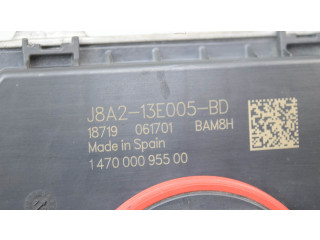 J8A2-13E005-BD
18719 061701 BAM8H
Made in Spain
1 470 000 955 00